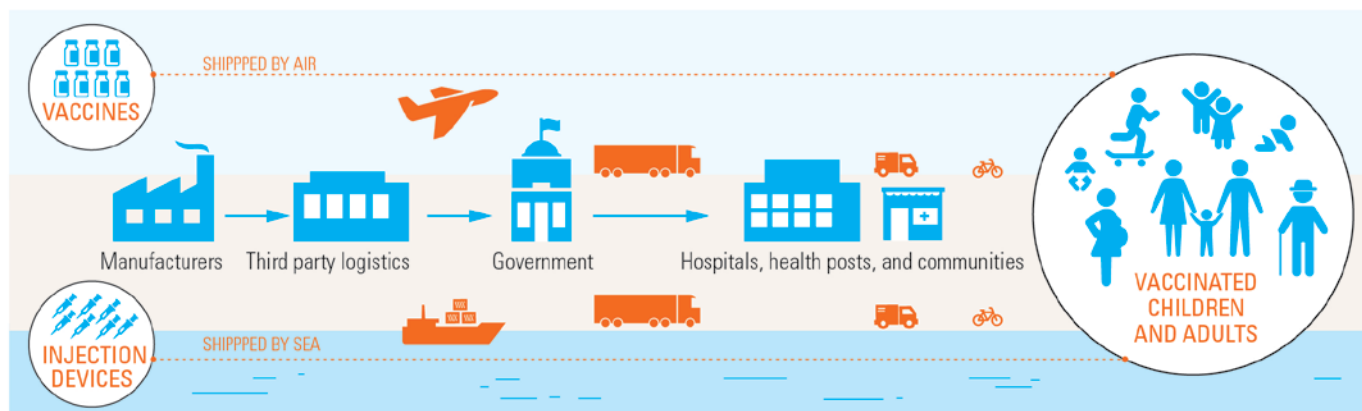 SHIPPPED BY AIR
VACCINES
Manufacturers
Third party logistics
Government
Hospitals, health posts, and communities
VACCINATED
CHILDREN
AND ADULTS
SHIPPPED BY SEA
INJECTION
DEVICES